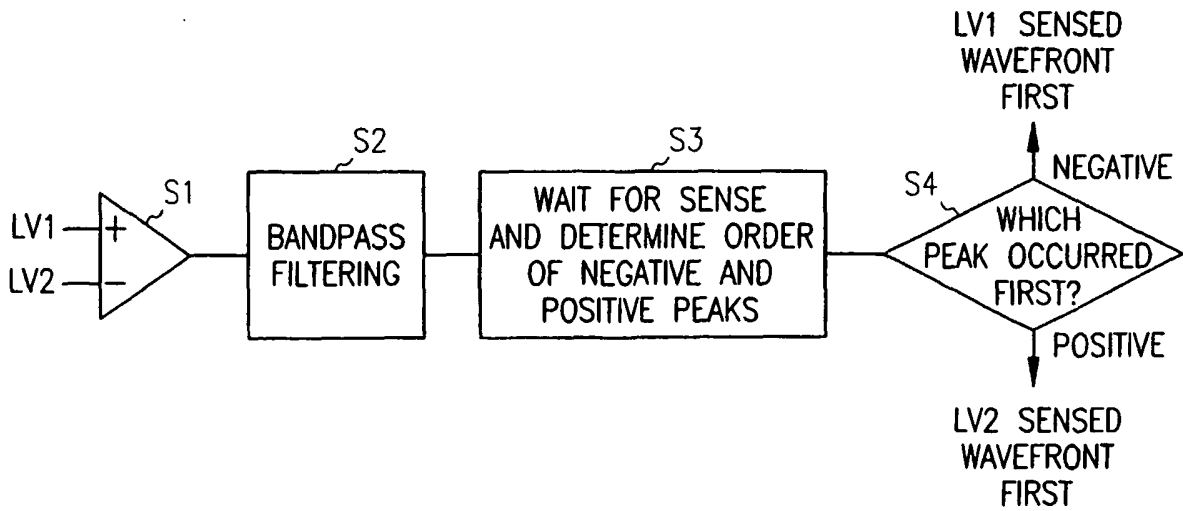 LV1
+
LV2
−
S1
S2
BANDPASS
FILTERING
S3
WAIT FOR SENSE
AND DETERMINE ORDER
OF NEGATIVE AND
POSITIVE PEAKS
S4
WHICH
PEAK OCCURRED
FIRST?
NEGATIVE
LV1 SENSED
WAVEFRONT
FIRST
POSITIVE
LV2 SENSED
WAVEFRONT
FIRST